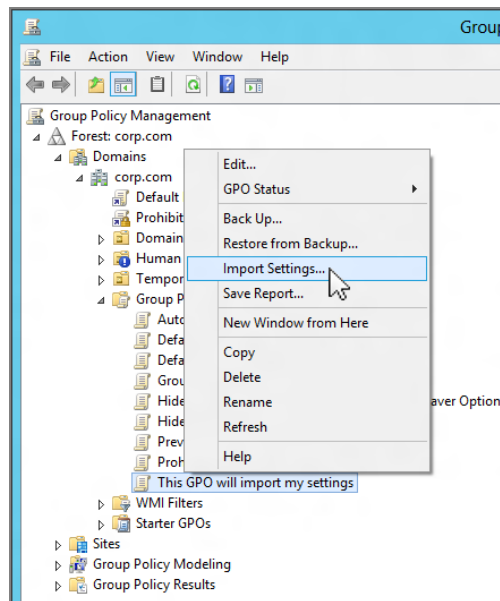 Group
File Action View Window Help
Group Policy Management
Forest: corp.com
Domains
corp.com
Default
Prohibit
Domain
Human
Tempor
Group P
Auto
Defa
Defa
Grou
Hide
Hide
Prev
Proh
This GPO will import my settings
WMI Filters
Starter GPOs
Sites
Group Policy Modeling
Group Policy Results
Edit...
GPO Status
Back Up...
Restore from Backup...
Import Settings...
Save Report...
New Window from Here
Copy
Delete
Rename
Refresh
Help
aver Option